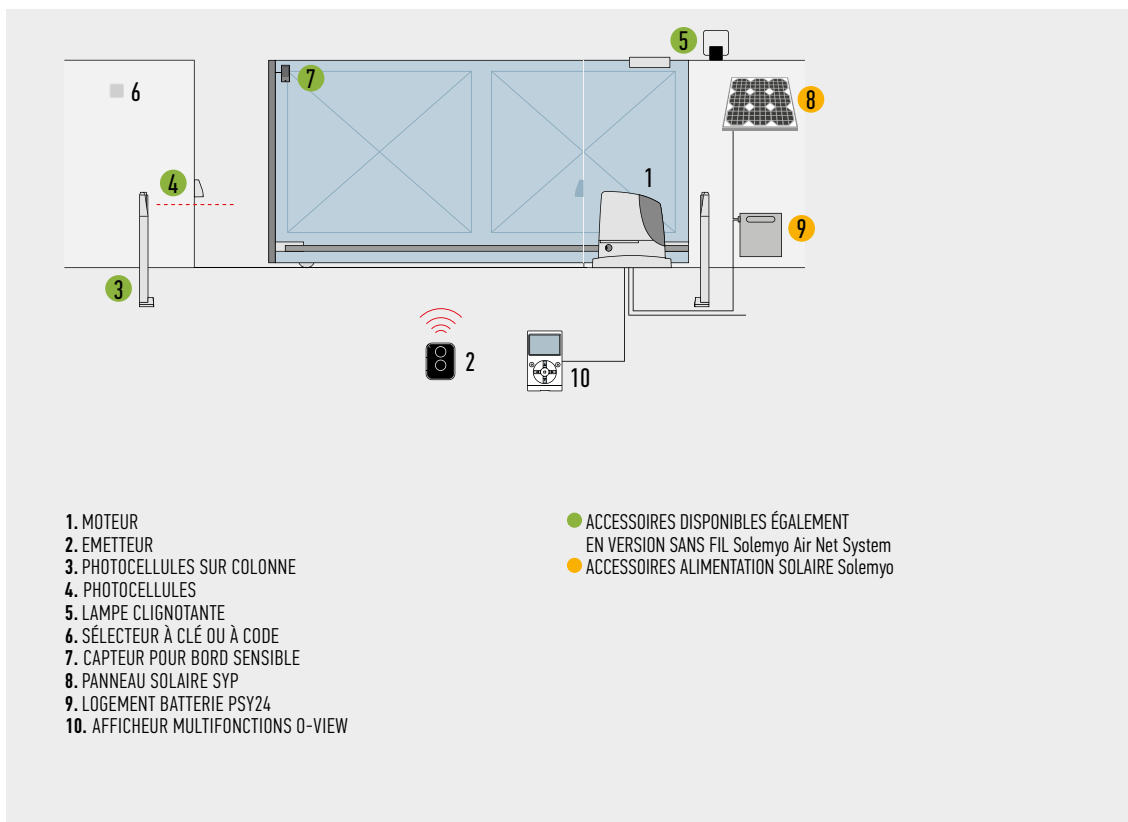 5
7
6
8
4
1
9
3
2
10
1. MOTEUR
2. EMETTEUR
3. PHOTOCELLULES SUR COLONNE
4. PHOTOCELLULES
5. LAMPE CLIGNOTANTE
6. SÉLECTEUR À CLÉ OU À CODE
7. CAPTEUR POUR BORD SENSIBLE
8. PANNEAU SOLAIRE SYP
9. LOGEMENT BATTERIE PSY24
10. AFFICHEUR MULTIFONCTIONS O-VIEW
ACCESSOIRES DISPONIBLES ÉGALEMENT
EN VERSION SANS FIL Solemyo Air Net System
ACCESSOIRES ALIMENTATION SOLAIRE Solemyo